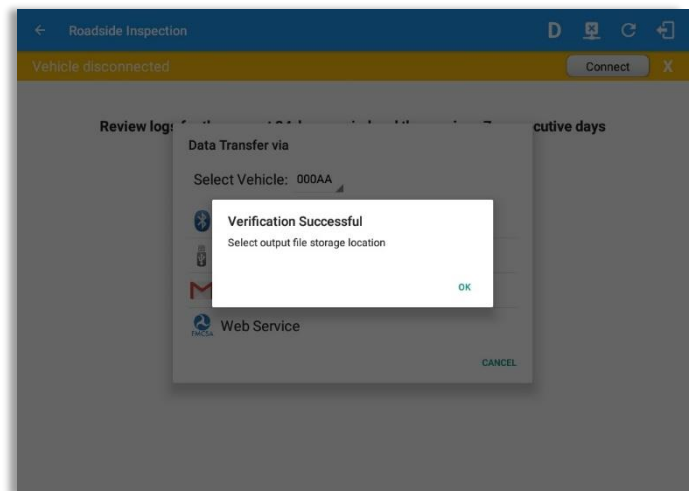 Roadside Inspection D
Vehicle disconnected Connect X
Review logs cutive days
Data Transfer via
Select Vehicle: 000AA
Verification Successful
Select output file storage location
OK
FMCSA Web Service
CANCEL